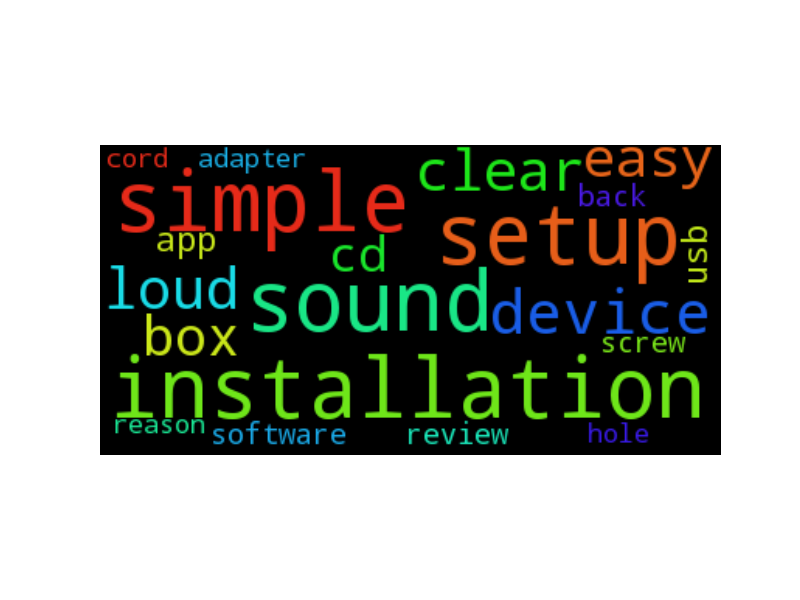 cord adapter clear easy
simple back
app cd setup usb
loud sound device
box screw
installation
reason software review hole